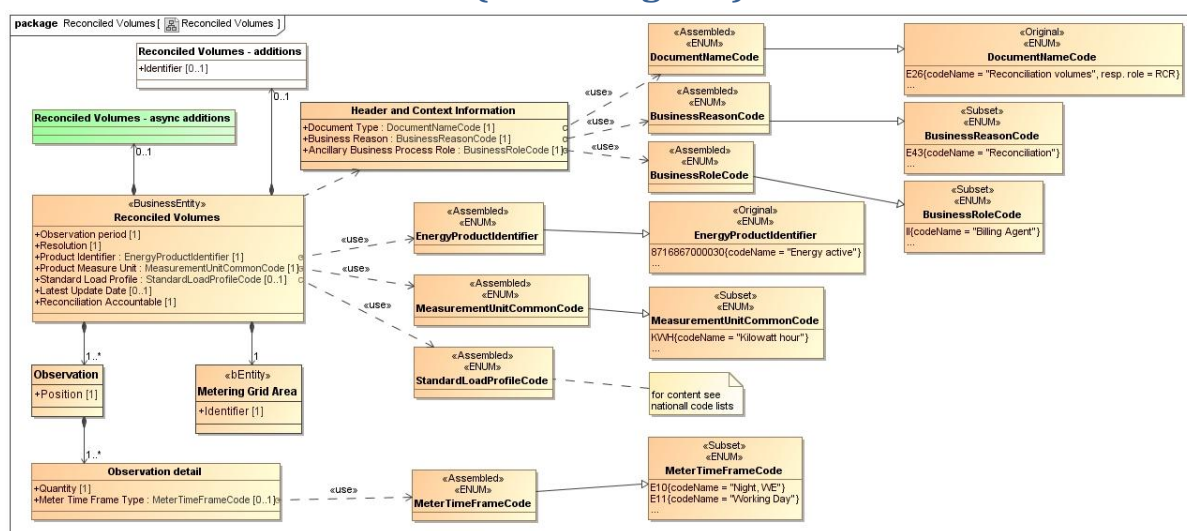 package Reconciled Volumes [ Reconciled Volumes ]
Reconciled Volumes - additions
+Identifier [0..1]
0..1
Reconciled Volumes - async additions
0..1
Header and Context Information
+Document Type : DocumentNameCode [1]
+Business Reason : BusinessReasonCode [1]
+Ancillary Business Process Role : BusinessRoleCode [1]
«use»
«use»
«use»
«Assembled»
«ENUM»
DocumentNameCode
«Original»
«ENUM»
DocumentNameCode
E26{codeName = "Reconciliation volumes", resp. role = RCR}
...
«Assembled»
«ENUM»
BusinessReasonCode
«Subset»
«ENUM»
BusinessReasonCode
E43{codeName = "Reconciliation"}
...
«Assembled»
«ENUM»
BusinessRoleCode
«Subset»
«ENUM»
BusinessRoleCode
II{codeName = "Billing Agent"}
...
«BusinessEntity»
Reconciled Volumes
+Observation period [1]
+Resolution [1]
+Product Identifier : EnergyProductIdentifier [1]
+Product Measure Unit : MeasurementUnitCommonCode [1]
+Standard Load Profile : StandardLoadProfileCode [0..1]
+Latest Update Date [0..1]
+Reconciliation Accountable [1]
«use»
«use»
«use»
«Assembled»
«ENUM»
EnergyProductIdentifier
«Original»
«ENUM»
EnergyProductIdentifier
8716867000030{codeName = "Energy active"}
...
«Assembled»
«ENUM»
MeasurementUnitCommonCode
«Subset»
«ENUM»
MeasurementUnitCommonCode
KWH{codeName = "Kilowatt hour"}
...
«Assembled»
«ENUM»
StandardLoadProfileCode
for content see
nationall code lists
1..*
1
Observation
+Position [1]
«bEntity»
Metering Grid Area
+Identifier [1]
1..*
Observation detail
+Quantity [1]
+Meter Time Frame Type : MeterTimeFrameCode [0..1]
«use»
«Assembled»
«ENUM»
MeterTimeFrameCode
«Subset»
«ENUM»
MeterTimeFrameCode
E10{codeName = "Night, WE"}
E11{codeName = "Working Day"}
...